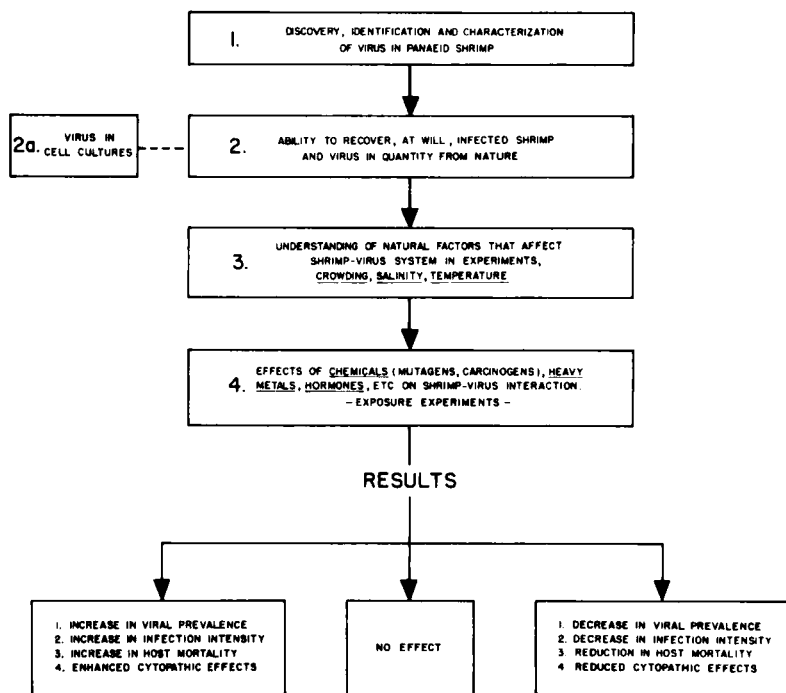 1. DISCOVERY, IDENTIFICATION AND CHARACTERIZATION
OF VIRUS IN PANAEID SHRIMP
2a. VIRUS IN
CELL CULTURES
2. ABILITY TO RECOVER, AT WILL, INFECTED SHRIMP
AND VIRUS IN QUANTITY FROM NATURE
3. UNDERSTANDING OF NATURAL FACTORS THAT AFFECT
SHRIMP-VIRUS SYSTEM IN EXPERIMENTS,
CROWDING, SALINITY, TEMPERATURE
4. EFFECTS OF CHEMICALS (MUTAGENS, CARCINOGENS), HEAVY
METALS, HORMONES, ETC ON SHRIMP-VIRUS INTERACTION.
- EXPOSURE EXPERIMENTS -
RESULTS
1. INCREASE IN VIRAL PREVALENCE
2. INCREASE IN INFECTION INTENSITY
3. INCREASE IN HOST MORTALITY
4. ENHANCED CYTOPATHIC EFFECTS
NO EFFECT
1. DECREASE IN VIRAL PREVALENCE
2. DECREASE IN INFECTION INTENSITY
3 REDUCTION IN HOST MORTALITY
4 REDUCED CYTOPATHIC EFFECTS